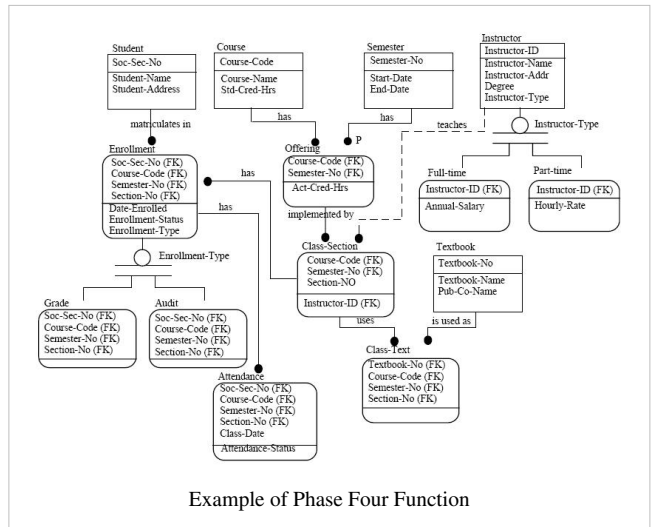 Student
Soc-Sec-No
Student-Name
Student-Address
Course
Course-Code
Course-Name
Std-Cred-Hrs
Semester
Semester-No
Start-Date
End-Date
Instructor
Instructor-ID
Instructor-Name
Instructor-Addr
Degree
Instructor-Type
matriculates in
has
has
P
teaches
Instructor-Type
Enrollment
Soc-Sec-No (FK)
Course-Code (FK)
Semester-No (FK)
Section-No (FK)
Date-Enrolled
Enrollment-Status
Enrollment-Type
has
has
Offering
Course-Code (FK)
Semester-No (FK)
Act-Cred-Hrs
implemented by
Full-time
Instructor-ID (FK)
Annual-Salary
Part-time
Instructor-ID (FK)
Hourly-Rate
Enrollment-Type
Class-Section
Course-Code (FK)
Semester-No (FK)
Section-NO
Instructor-ID (FK)
Textbook
Textbook-No
Textbook-Name
Pub-Co-Name
Grade
Soc-Sec-No (FK)
Course-Code (FK)
Semester-No (FK)
Section-No (FK)
Audit
Soc-Sec-No (FK)
Course-Code (FK)
Semester-No (FK)
Section-No (FK)
uses
is used as
Class-Text
Textbook-No (FK)
Course-Code (FK)
Semester-No (FK)
Section-No (FK)
Attendance
Soc-Sec-No (FK)
Course-Code (FK)
Semester-No (FK)
Section-No (FK)
Class-Date
Attendance-Status
Example of Phase Four Function